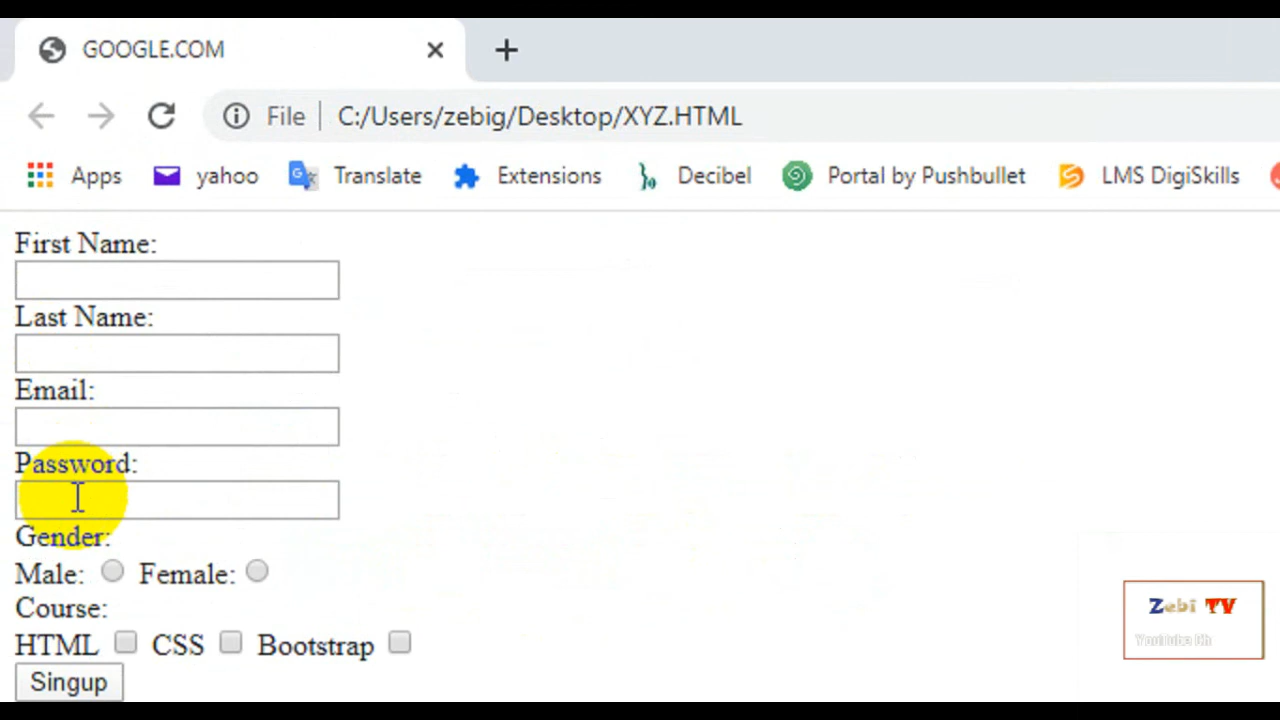 GOOGLE.COM
File C:/Users/zebig/Desktop/XYZ.HTML
Apps yahoo Translate Extensions Decibel Portal by Pushbullet LMS DigiSkills
First Name:
Last Name:
Email:
Password:
Gender:
Male: Female:
Course:
HTML CSS Bootstrap
Singup
Zebi TV